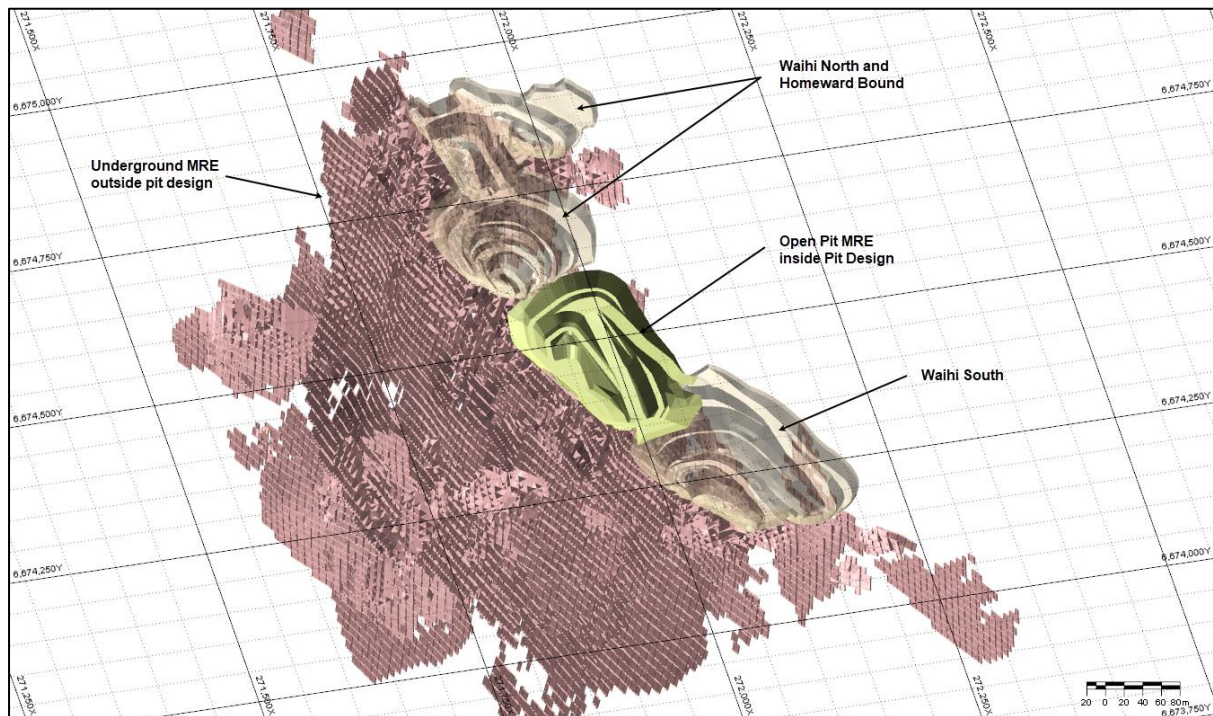 271,500X
271,750X
272,000X
272,250X
272,500X
6,675,000Y
6,674,750Y
Waihi North and
Homeward Bound
Underground MRE
outside pit design
6,674,750Y
6,674,500Y
Open Pit MRE
inside Pit Design
Waihi South
6,674,500Y
6,674,250Y
6,674,250Y
6,674,000Y
271,250X
271,500X
272,000X
272,250X
20 0 20 40 60 80m
6,673,750Y